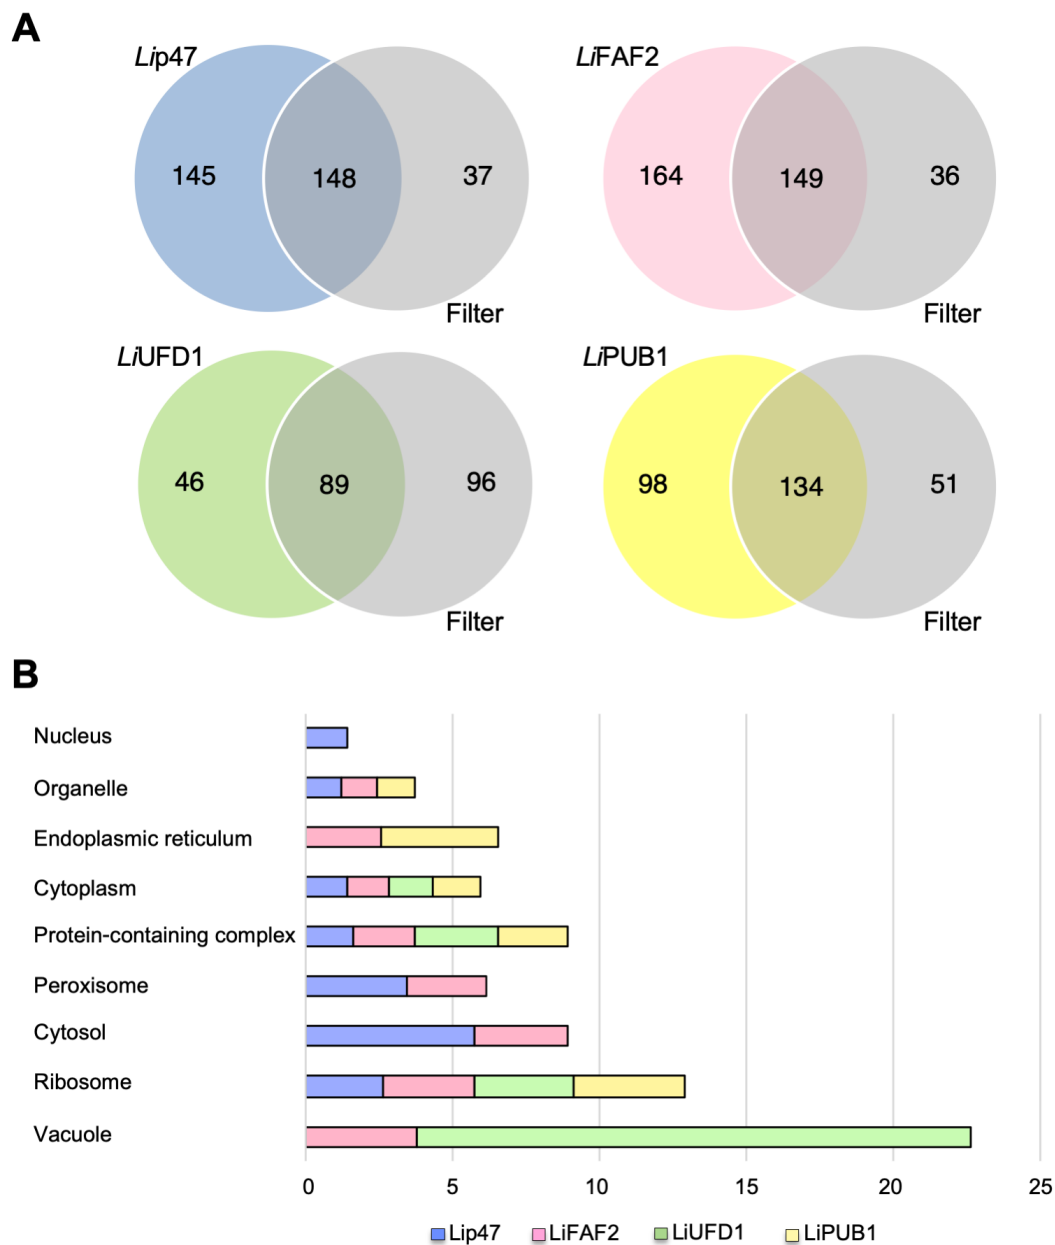 A
Lip47
LiFAF2
145 148 37
164 149 36
Filter
Filter
LiUFD1
LiPUB1
46 89 96
98 134 51
Filter
Filter
B
Nucleus
Organelle
Endoplasmic reticulum
Cytoplasm
Protein-containing complex
Peroxisome
Cytosol
Ribosome
Vacuole
0 5 10 15 20 25
Lip47 LiFAF2 LiUFD1 LiPUB1